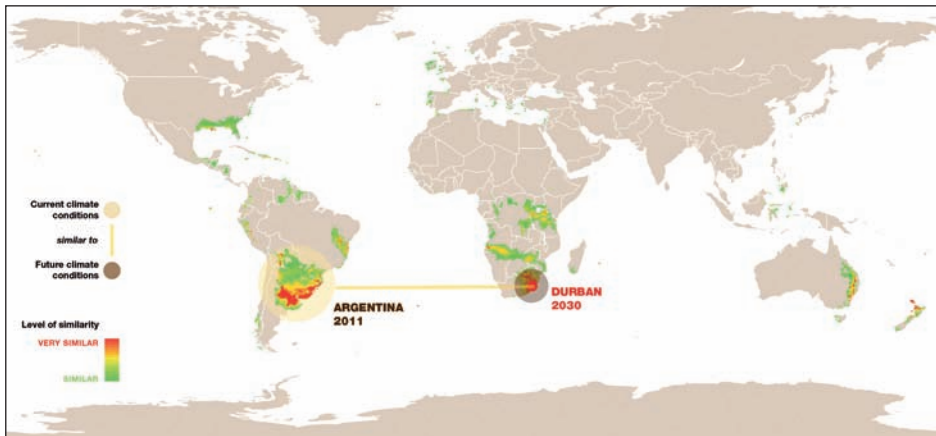 Current climate
conditions
similar to
Future climate
conditions
ARGENTINA
2011
DURBAN
2030
Level of similarity
VERY SIMILAR
SIMILAR